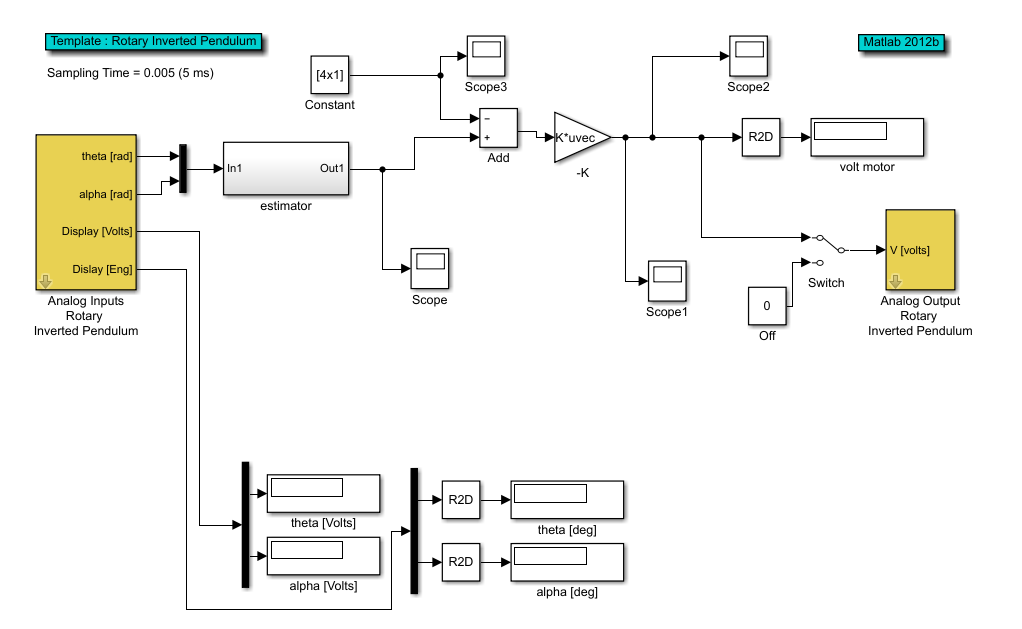 Template : Rotary Inverted Pendulum
Matlab 2012b
Sampling Time = 0.005 (5 ms)
[4x1]
Constant
Scope3
Scope2
−
+
Add
K*uvec
-K
R2D
volt motor
theta [rad]
alpha [rad]
Display [Volts]
Dislay [Eng]
Analog Inputs
Rotary
Inverted Pendulum
In1
Out1
estimator
Scope
Scope1
Switch
0
Off
V [volts]
Analog Output
Rotary
Inverted Pendulum
theta [Volts]
alpha [Volts]
R2D
theta [deg]
R2D
alpha [deg]